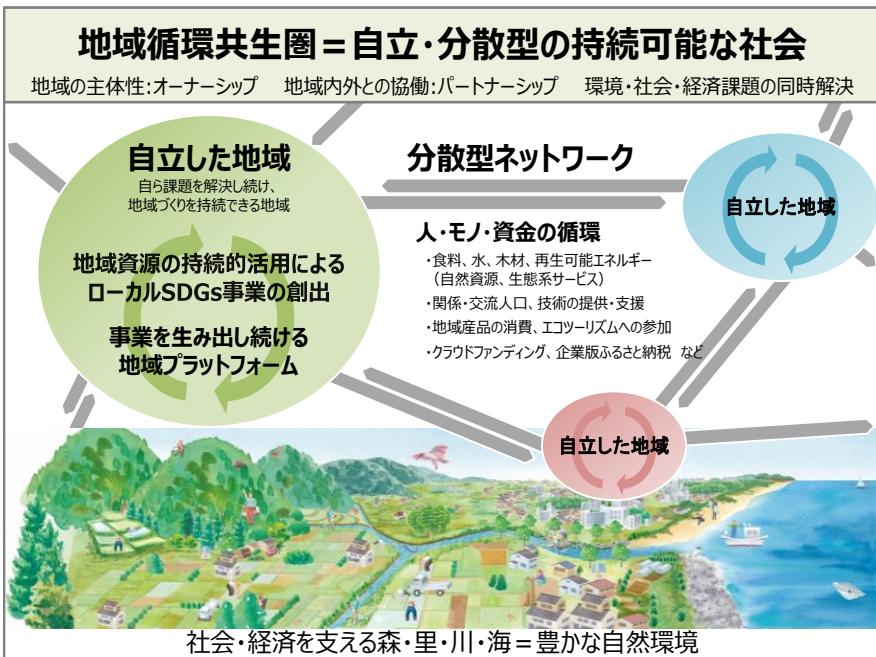 地域循環共生圏＝自立・分散型の持続可能な社会
地域の主体性:オーナーシップ　地域内外との協働:パートナーシップ　環境・社会・経済課題の同時解決
自立した地域
自ら課題を解決し続け、
地域づくりを持続できる地域
地域資源の持続的活用による
ローカルSDGs事業の創出
事業を生み出し続ける
地域プラットフォーム
分散型ネットワーク
人・モノ・資金の循環
・食料、水、木材、再生可能エネルギー
（自然資源、生態系サービス）
・関係・交流人口、技術の提供・支援
・地域産品の消費、エコツーリズムへの参加
・クラウドファンディング、企業版ふるさと納税 など
自立した地域
自立した地域
社会・経済を支える森・里・川・海＝豊かな自然環境